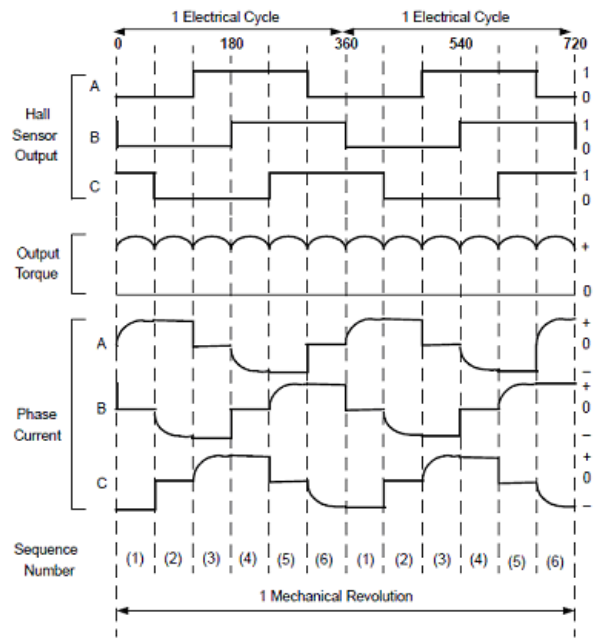 1 Electrical Cycle 1 Electrical Cycle
0 180 360 540 720
Hall Sensor Output
A 1 0
B 1 0
C 1 0
Output Torque + 0
Phase Current
A + 0 −
B + 0 −
C + 0 −
Sequence Number (1) (2) (3) (4) (5) (6) (1) (2) (3) (4) (5) (6)
1 Mechanical Revolution